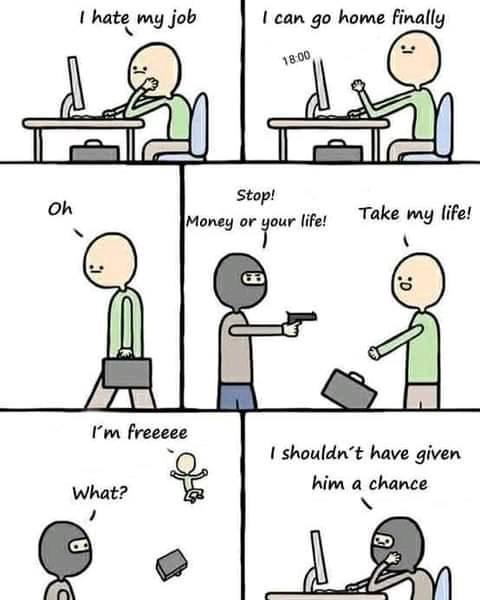 I hate my job
I can go home finally
18:00
Oh
Stop!
Money or your life!
Take my life!
I'm freeeee
What?
I shouldn't have given
him a chance